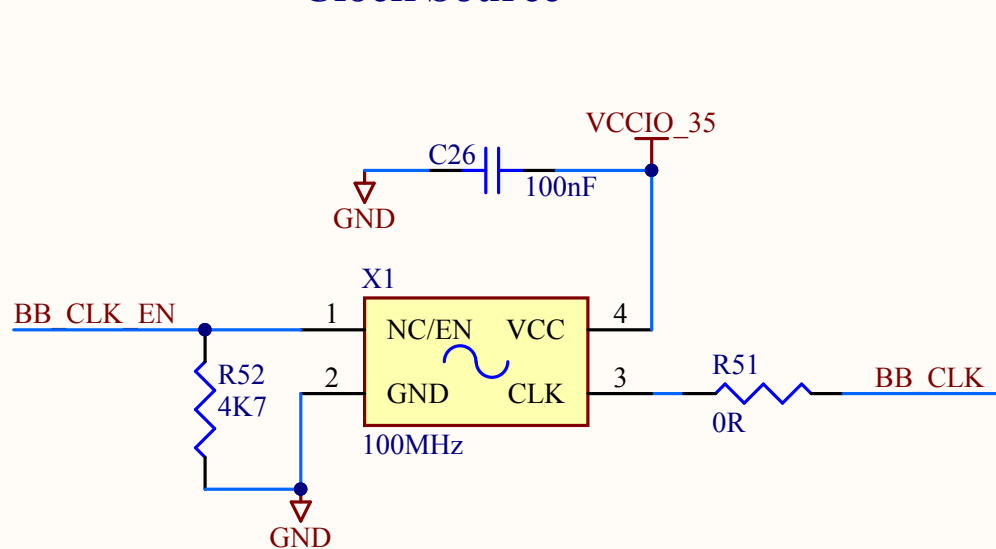 VCCIO_35
C26
100nF
GND
X1
BB_CLK_EN
1
NC/EN
VCC
4
R52
4K7
2
GND
CLK
3
R51
0R
BB_CLK
100MHz
GND